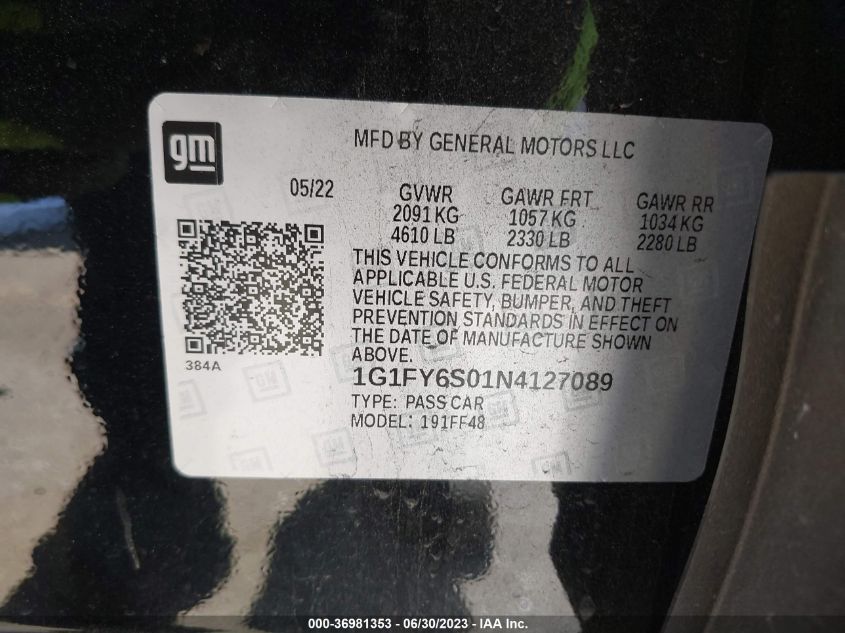 gm
MFD BY GENERAL MOTORS LLC
05/22 GVWR GAWR FRT GAWR RR
2091 KG 1057 KG 1034 KG
4610 LB 2330 LB 2280 LB
THIS VEHICLE CONFORMS TO ALL
APPLICABLE U.S. FEDERAL MOTOR
VEHICLE SAFETY, BUMPER, AND THEFT
PREVENTION STANDARDS IN EFFECT ON
THE DATE OF MANUFACTURE SHOWN
ABOVE.
384A
1G1FY6S01N4127089
TYPE: PASS CAR
MODEL: 191FF48
000-36981353 - 06/30/2023 - IAA Inc.